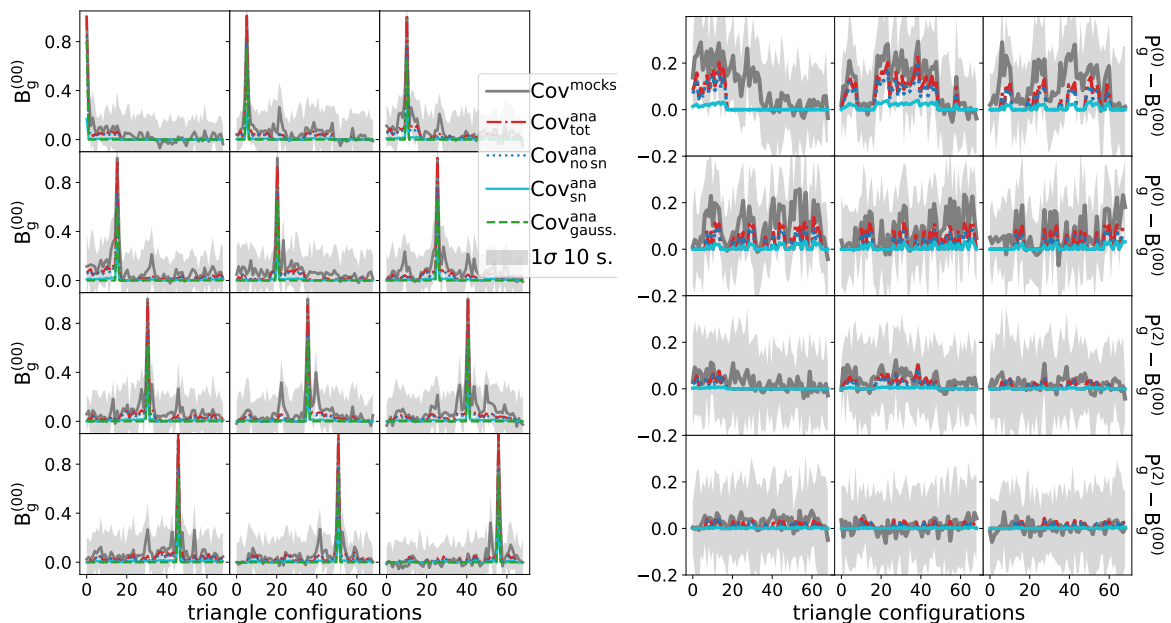 0.8
0.4
0.0
B_g^(00)
Cov^mocks
Cov^ana_tot
Cov^ana_no sn
Cov^ana_sn
Cov^ana_gauss.
1σ 10 s.
0.8
0.4
0.0
B_g^(00)
0.8
0.4
0.0
B_g^(00)
0.8
0.4
0.0
B_g^(00)
0 20 40 60 0 20 40 60 0 20 40 60
triangle configurations
0.2
0.0
−0.2
P_g^(0) − B_g^(00)
0.2
0.0
−0.2
P_g^(0) − B_g^(00)
0.2
0.0
−0.2
P_g^(2) − B_g^(00)
0.2
0.0
−0.2
P_g^(2) − B_g^(00)
0 20 40 60 0 20 40 60 0 20 40 60
triangle configurations